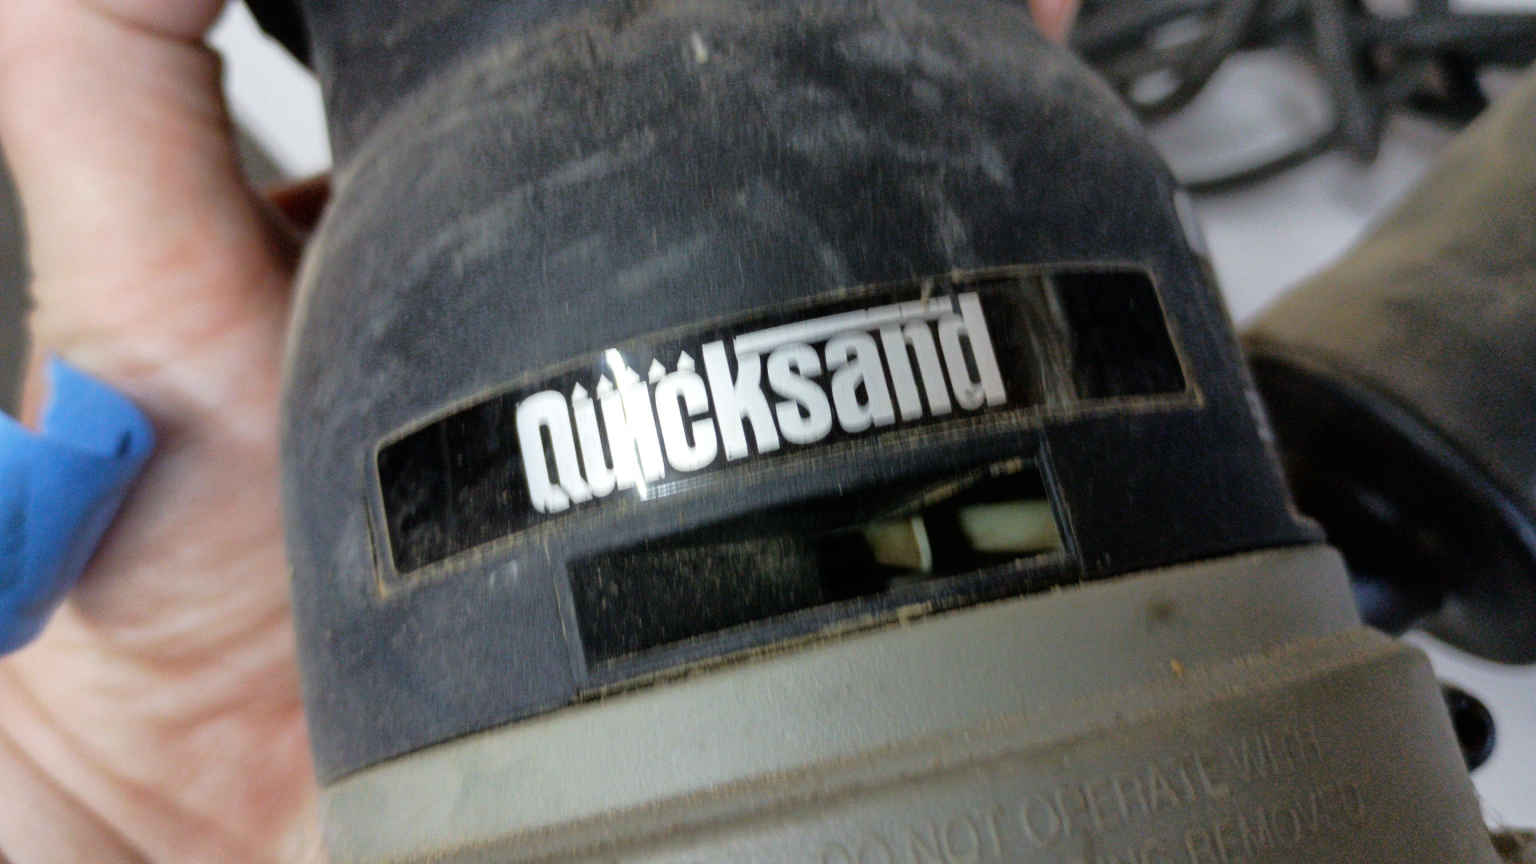 Quicksand
DO NOT OPERATE WITH
REMOVED